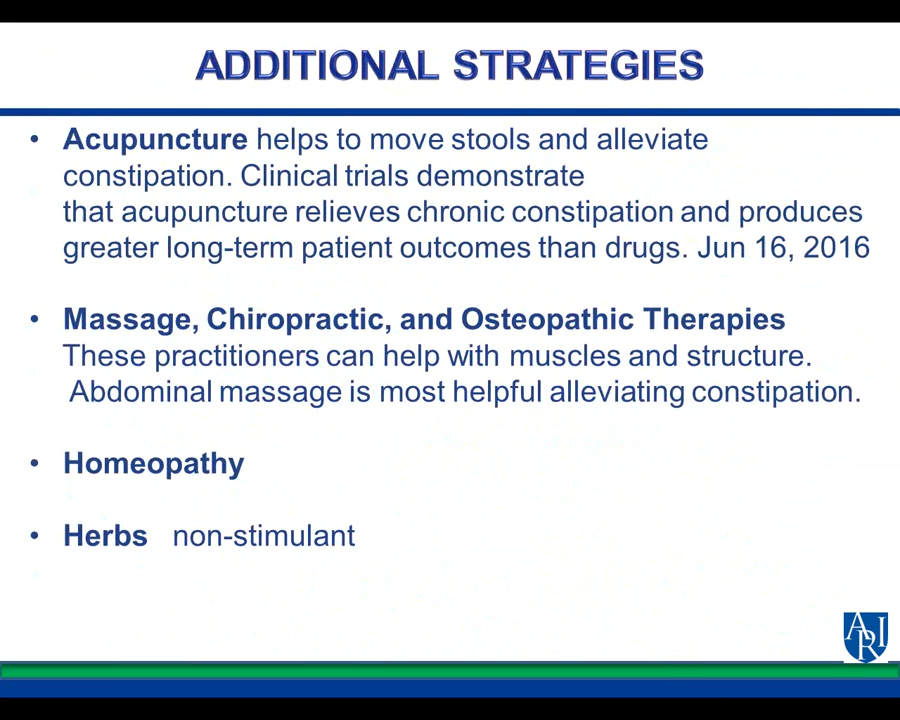 ADDITIONAL STRATEGIES
• Acupuncture helps to move stools and alleviate
constipation. Clinical trials demonstrate
that acupuncture relieves chronic constipation and produces
greater long-term patient outcomes than drugs. Jun 16, 2016
• Massage, Chiropractic, and Osteopathic Therapies
These practitioners can help with muscles and structure.
Abdominal massage is most helpful alleviating constipation.
• Homeopathy
• Herbs non-stimulant
ARI